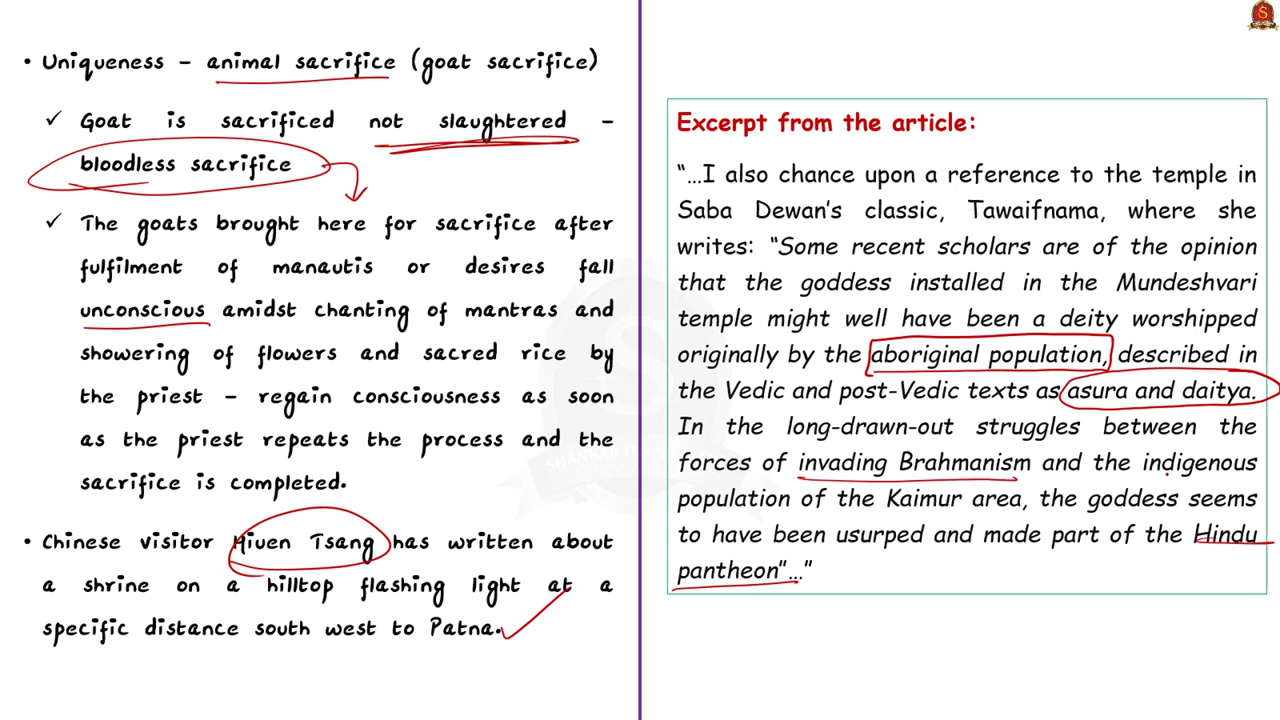 • Uniqueness – animal sacrifice (goat sacrifice)
✓ Goat is sacrificed not slaughtered –
bloodless sacrifice
✓ The goats brought here for sacrifice after
fulfilment of manautis or desires fall
unconscious amidst chanting of mantras and
showering of flowers and sacred rice by
the priest – regain consciousness as soon
as the priest repeats the process and the
sacrifice is completed.
• Chinese visitor Hiuen Tsang has written about
a shrine on a hilltop flashing light at a
specific distance south west to Patna.
Excerpt from the article:
“…I also chance upon a reference to the temple in
Saba Dewan’s classic, Tawaifnama, where she
writes: “Some recent scholars are of the opinion
that the goddess installed in the Mundeshvari
temple might well have been a deity worshipped
originally by the aboriginal population, described in
the Vedic and post-Vedic texts as asura and daitya.
In the long-drawn-out struggles between the
forces of invading Brahmanism and the indigenous
population of the Kaimur area, the goddess seems
to have been usurped and made part of the Hindu
pantheon”…”